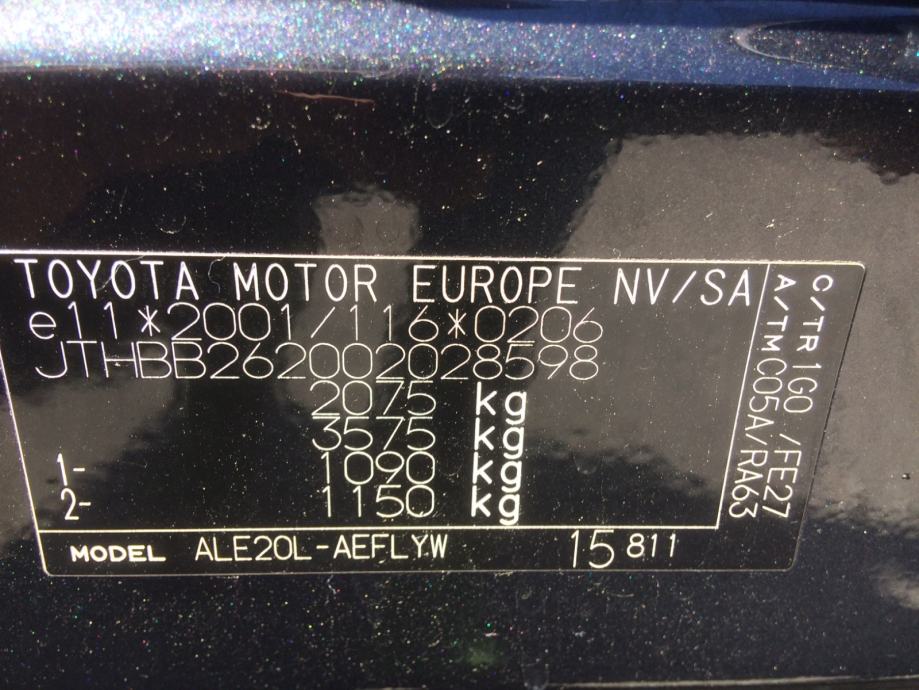 TOYOTA MOTOR EUROPE NV/SA
e11*2001/116*0206
JTHBB262002028598
2075 kg
3575 kg
1- 1090 kg
2- 1150 kg
MODEL ALE20L-AEFLYW 15 811
C/TR 1G0 /FE27
A/TM C05A/RA63